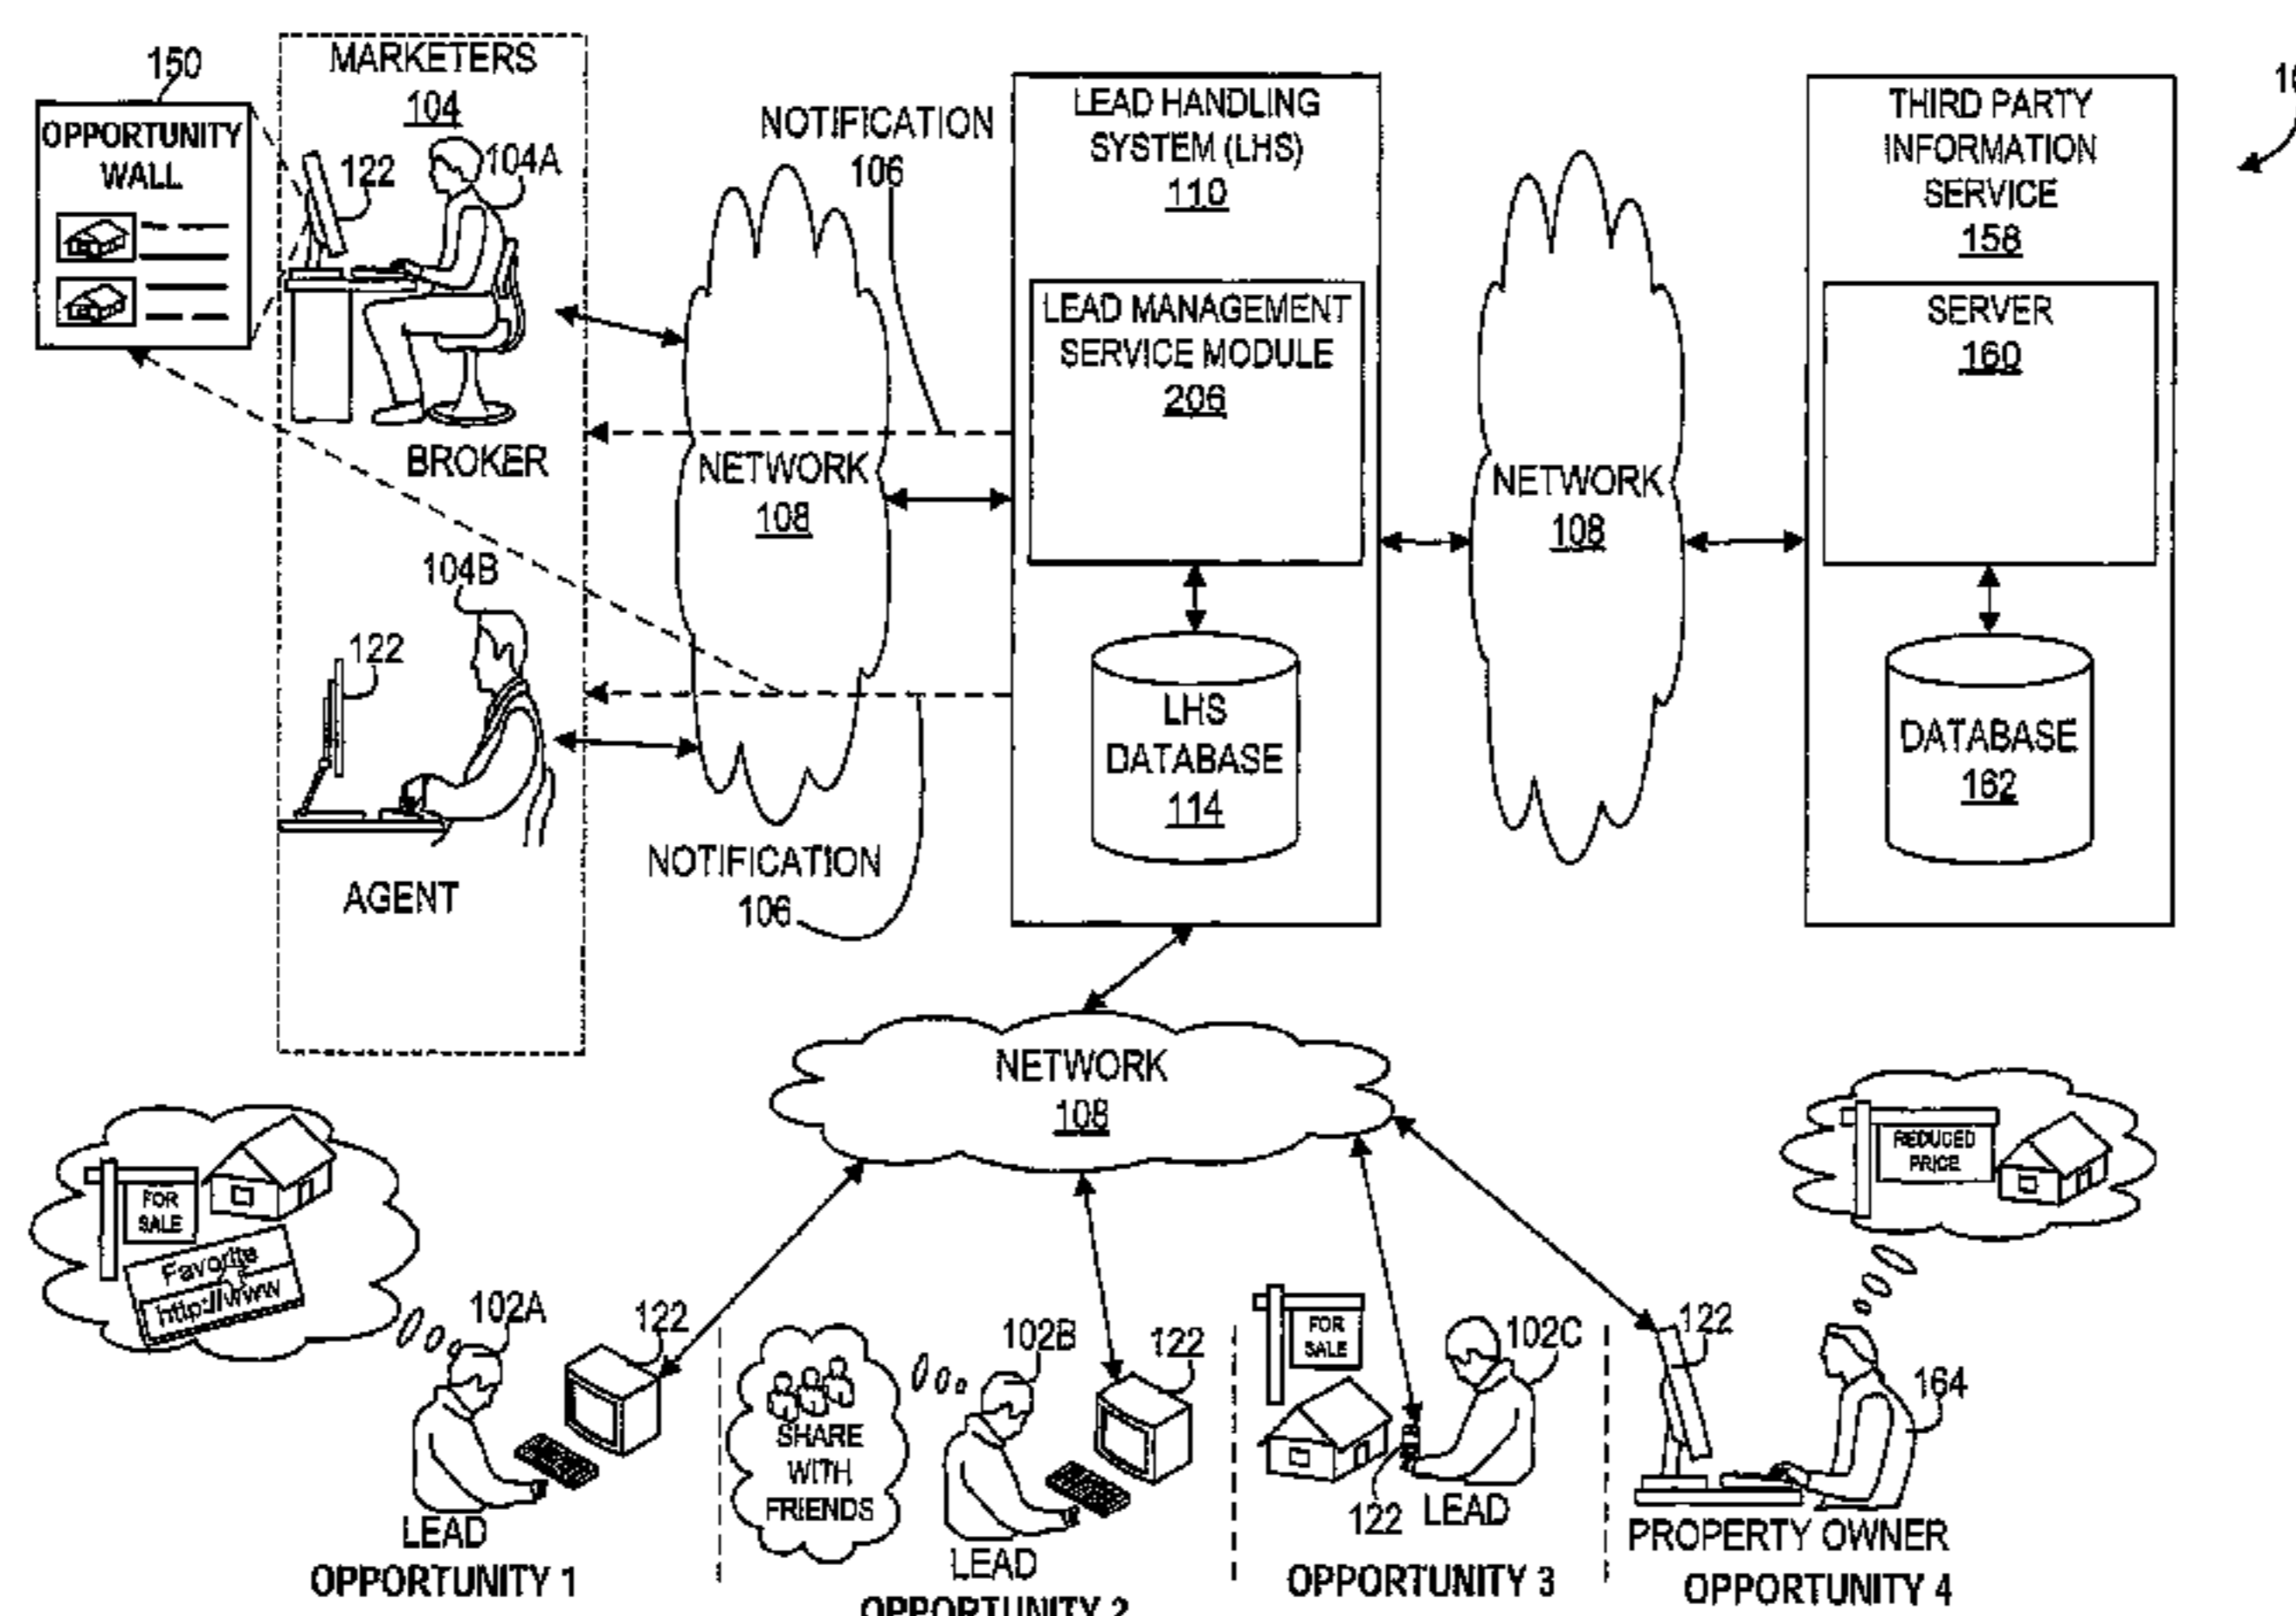 150
OPPORTUNITY
WALL
MARKETERS
104
122
104A
BROKER
104B
122
AGENT
NOTIFICATION
106
NETWORK
108
NOTIFICATION
106
LEAD HANDLING
SYSTEM (LHS)
110
LEAD MANAGEMENT
SERVICE MODULE
206
LHS
DATABASE
114
NETWORK
108
THIRD PARTY
INFORMATION
SERVICE
158
SERVER
160
DATABASE
162
NETWORK
108
FOR
SALE
Favorite
http://www
102A
122
LEAD
OPPORTUNITY 1
SHARE
WITH
FRIENDS
102B
122
LEAD
OPPORTUNITY 2
FOR
SALE
102C
122
LEAD
OPPORTUNITY 3
REDUCED
PRICE
122
164
PROPERTY OWNER
OPPORTUNITY 4